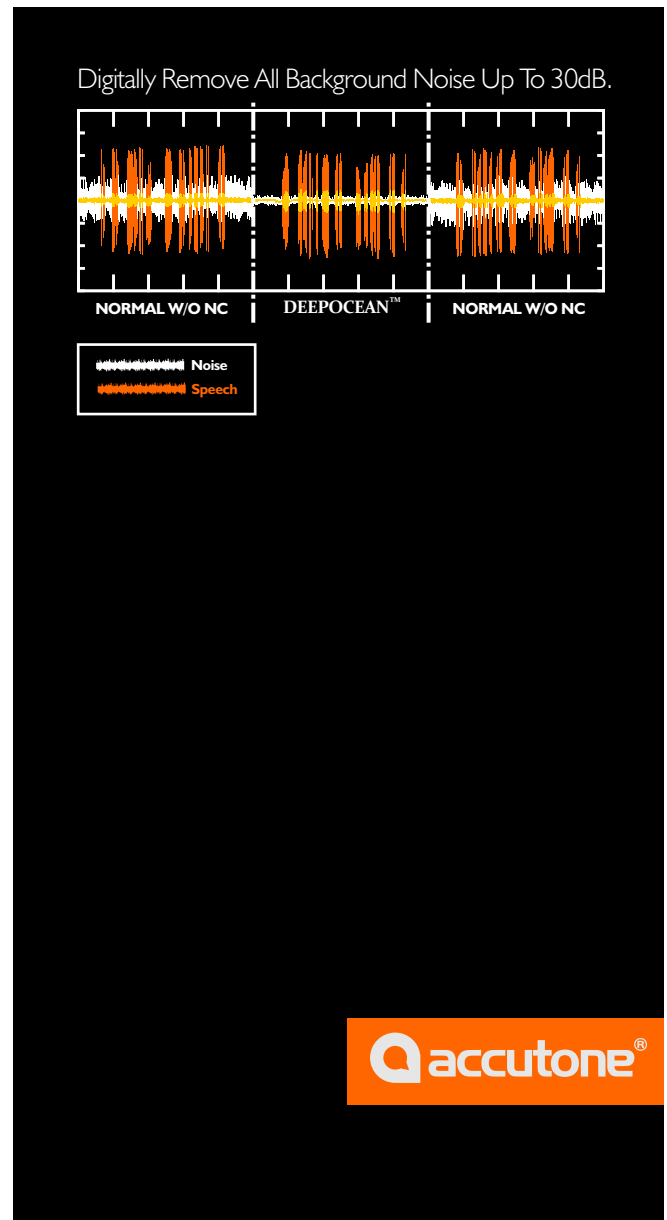 Digitally Remove All Background Noise Up To 30dB.
NORMAL W/O NC DEEPOCEAN™ NORMAL W/O NC
Noise
Speech
accutone®